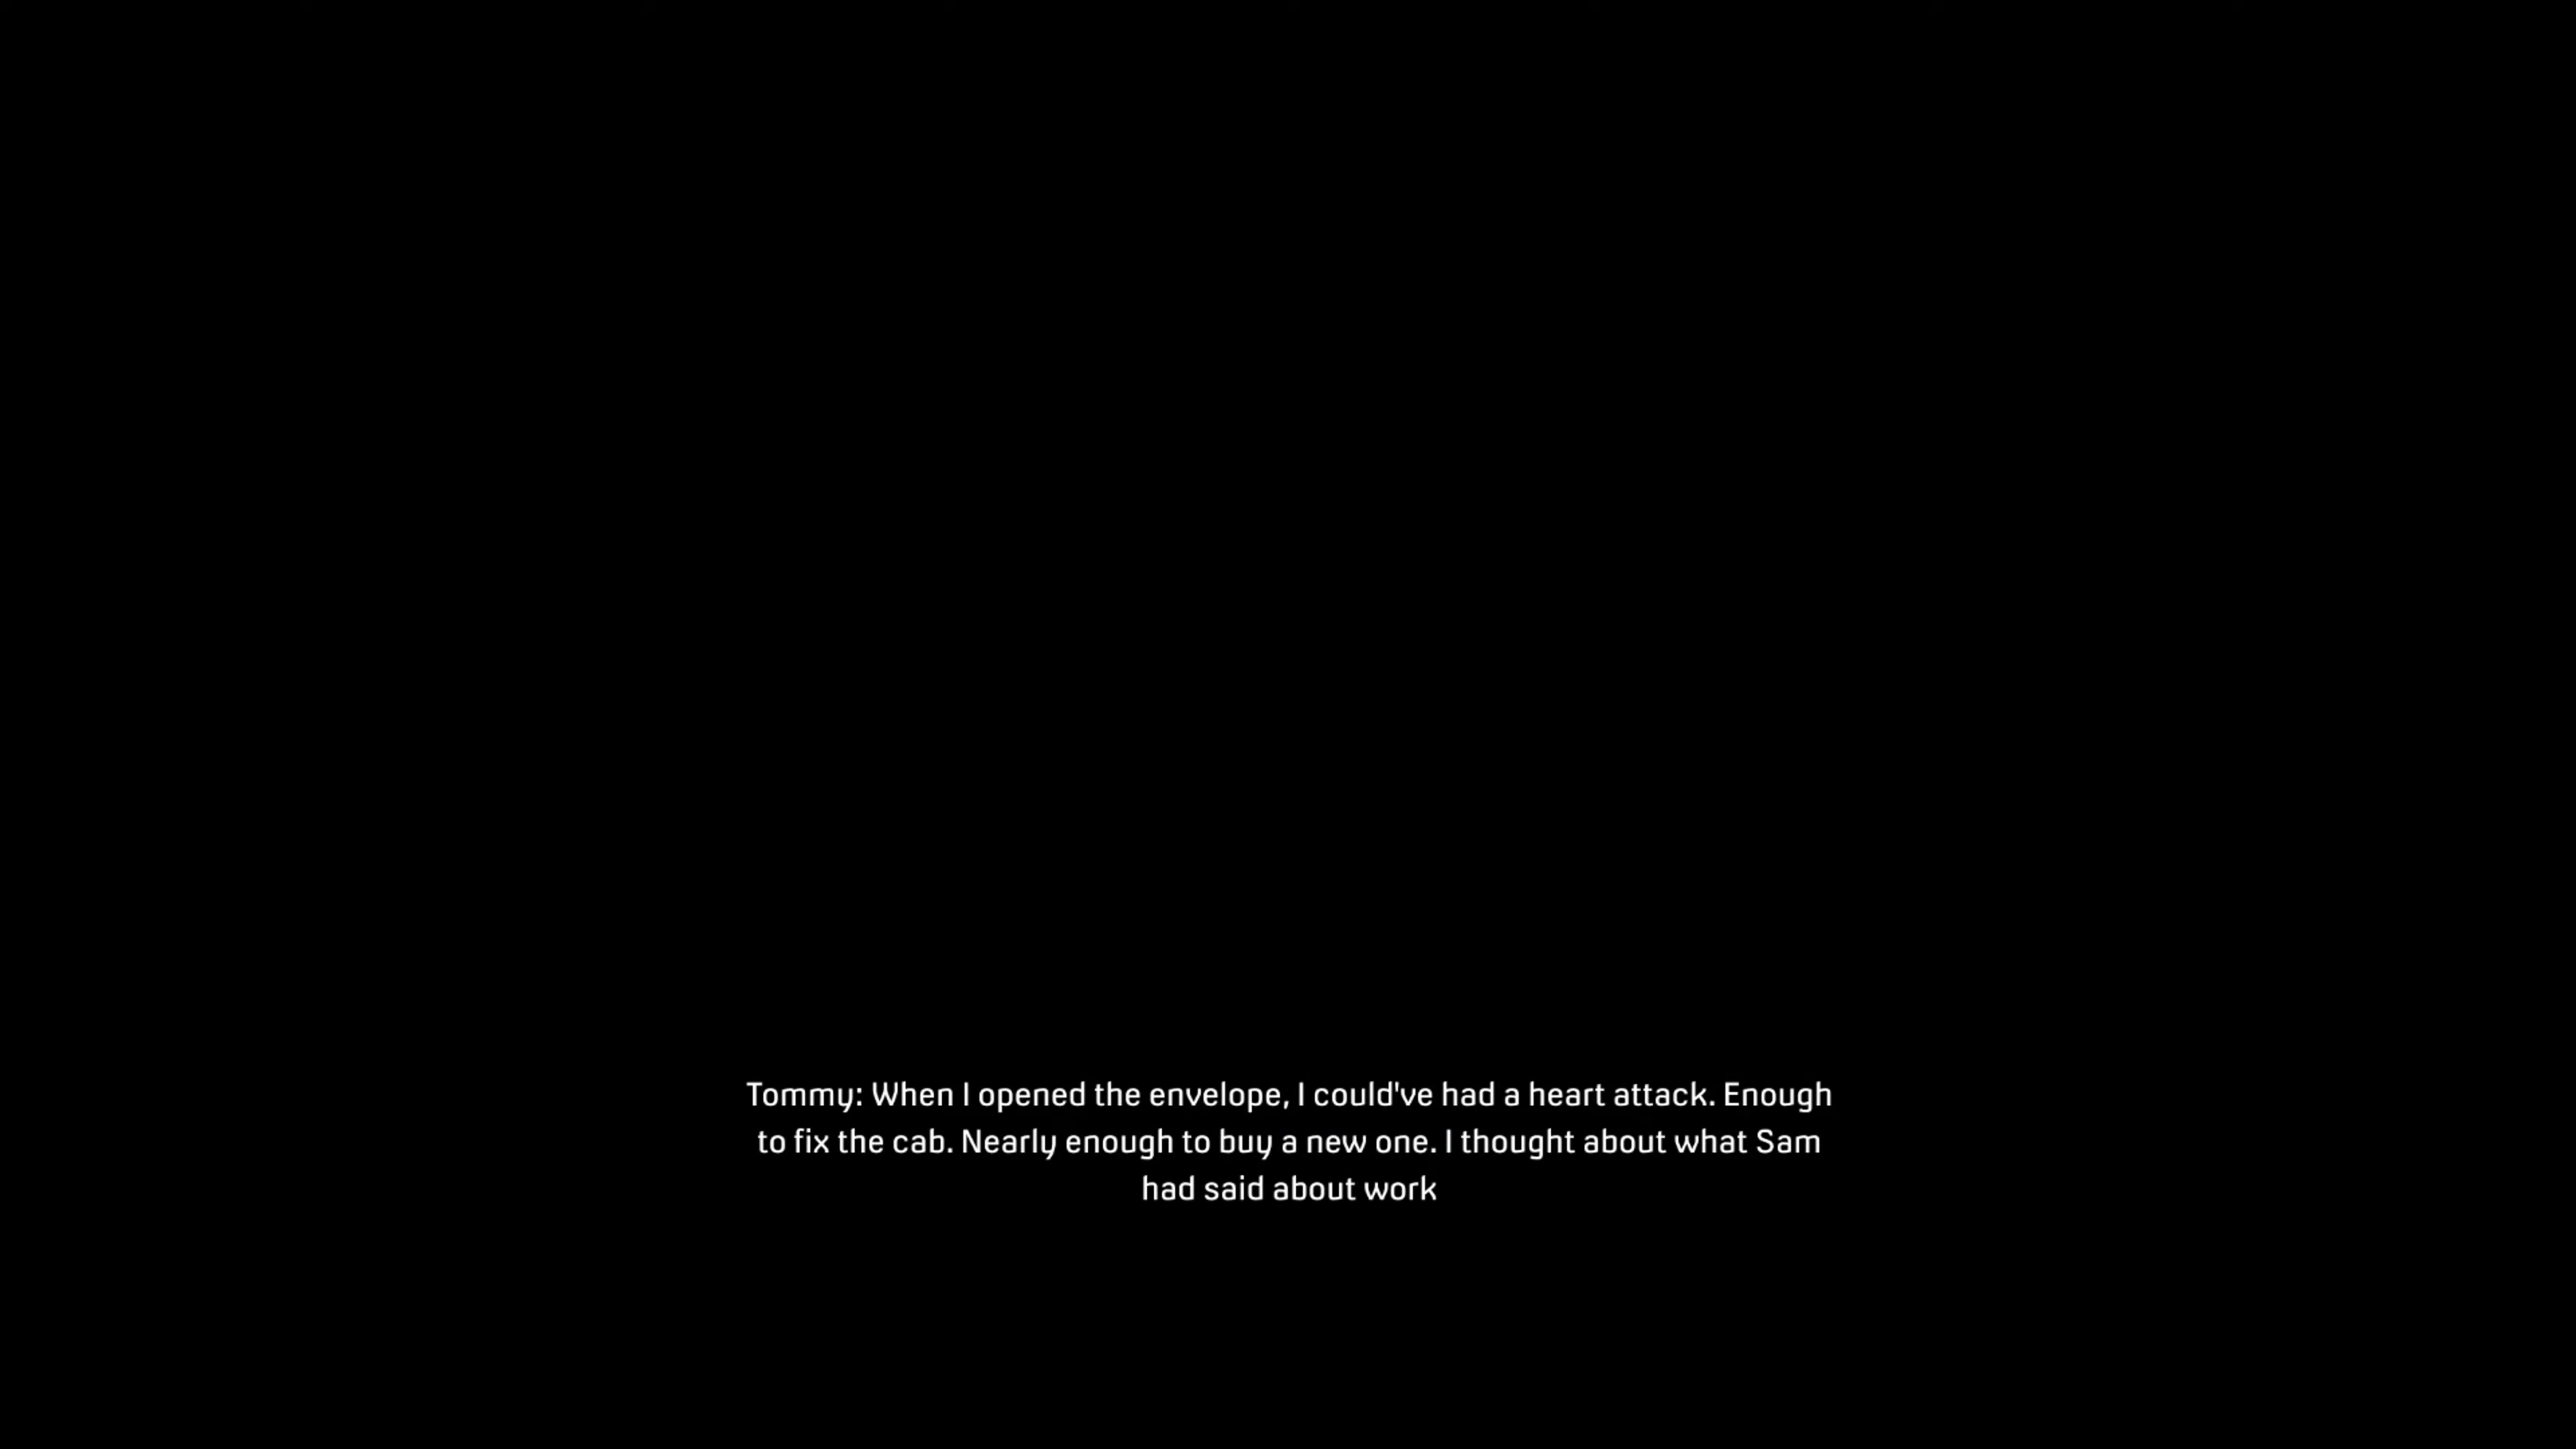 Tommy: When I opened the envelope, I could've had a heart attack. Enough
to fix the cab. Nearly enough to buy a new one. I thought about what Sam
had said about work